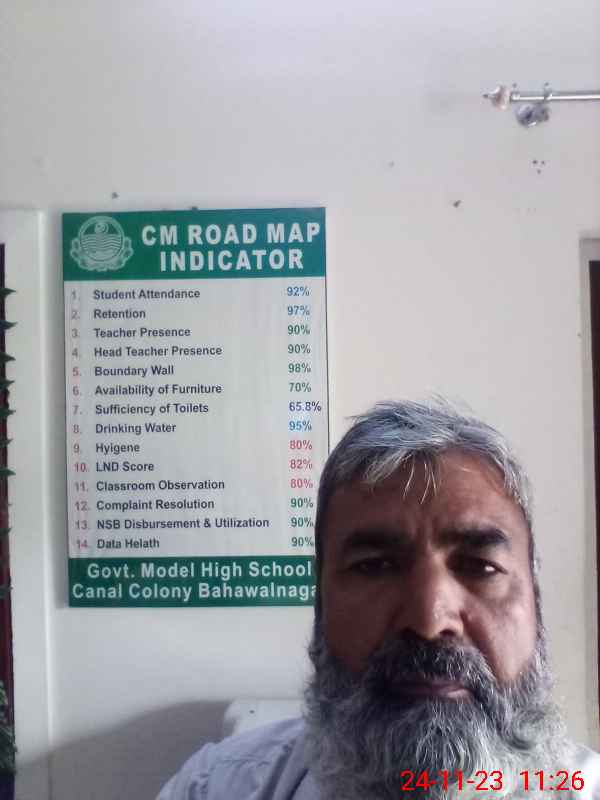 CM ROAD MAP
INDICATOR
1. Student Attendance 92%
2. Retention 97%
3. Teacher Presence 90%
4. Head Teacher Presence 90%
5. Boundary Wall 98%
6. Availability of Furniture 70%
7. Sufficiency of Toilets 65.8%
8. Drinking Water 95%
9. Hyigene 80%
10. LND Score 82%
11. Classroom Observation 80%
12. Complaint Resolution 90%
13. NSB Disbursement & Utilization 90%
14. Data Helath 90%
Govt. Model High School
Canal Colony Bahawalnaga
24-11-23 11:26